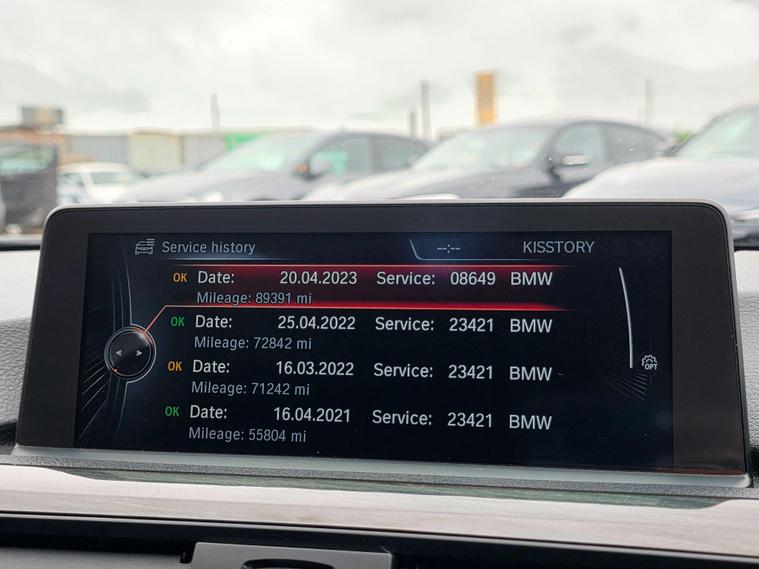 Service history --:-- KISSTORY
OK Date: 20.04.2023 Service: 08649 BMW
Mileage: 89391 mi
OK Date: 25.04.2022 Service: 23421 BMW
Mileage: 72842 mi
OK Date: 16.03.2022 Service: 23421 BMW
Mileage: 71242 mi
OK Date: 16.04.2021 Service: 23421 BMW
Mileage: 55804 mi
OPT